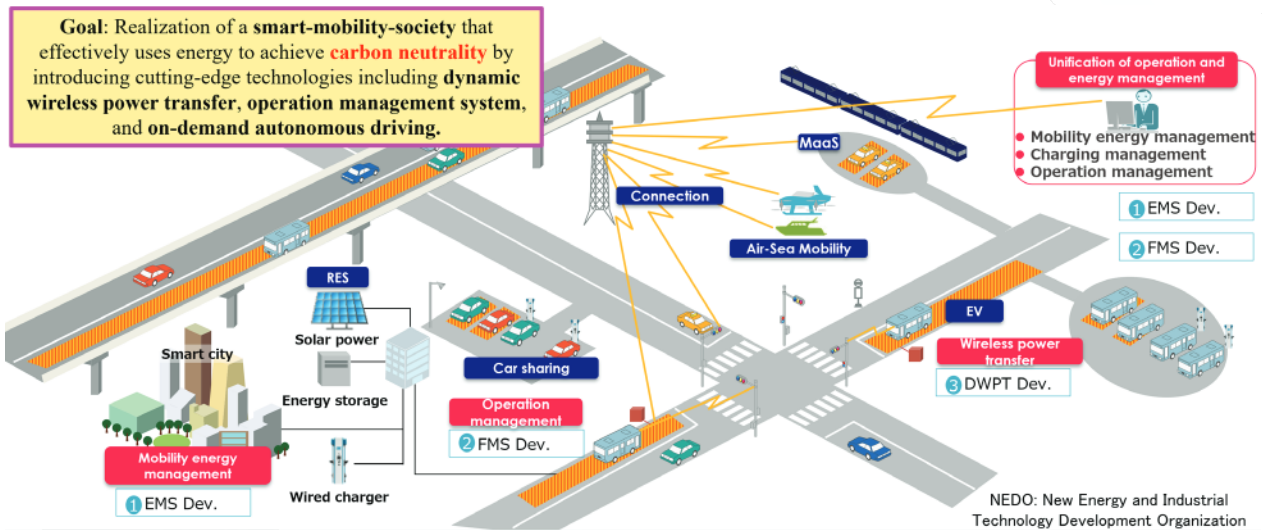 Goal: Realization of a smart-mobility-society that
effectively uses energy to achieve carbon neutrality by
introducing cutting-edge technologies including dynamic
wireless power transfer, operation management system,
and on-demand autonomous driving.
Unification of operation and
energy management
● Mobility energy management
● Charging management
● Operation management
1 EMS Dev.
2 FMS Dev.
MaaS
Connection
Air-Sea Mobility
RES
Solar power
Smart city
Energy storage
Car sharing
EV
Wireless power
transfer
3 DWPT Dev.
Operation
management
2 FMS Dev.
Mobility energy
management
1 EMS Dev.
Wired charger
NEDO: New Energy and Industrial
Technology Development Organization